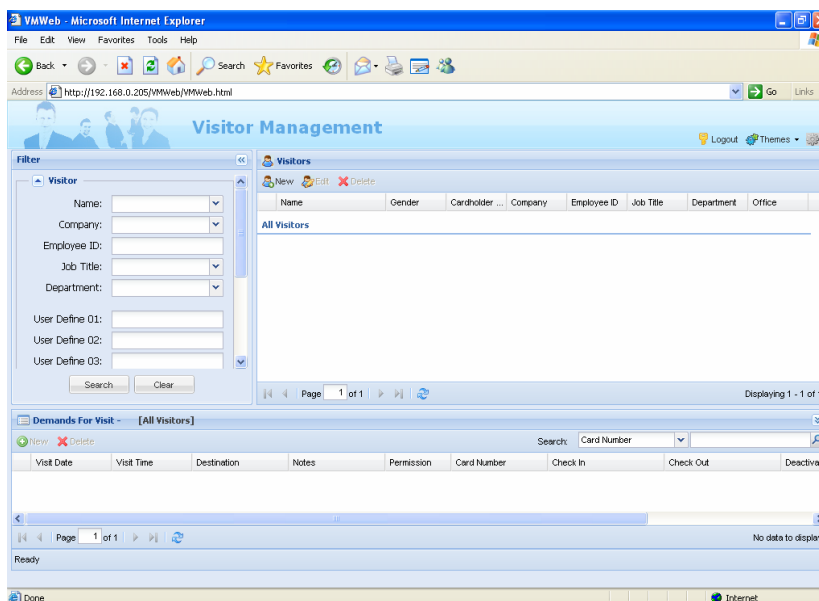 VMWeb - Microsoft Internet Explorer
File Edit View Favorites Tools Help
Back Search Favorites
Address http://192.168.0.205/VMWeb/VMWeb.html Go Links
Visitor Management
Logout Themes
Filter
Visitor
Name:
Company:
Employee ID:
Job Title:
Department:
User Define 01:
User Define 02:
User Define 03:
Search Clear
Visitors
New Edit Delete
Name Gender Cardholder ... Company Employee ID Job Title Department Office
All Visitors
Page 1 of 1 Displaying 1 - 1 of
Demands For Visit - [All Visitors]
New Delete Search: Card Number
Visit Date Visit Time Destination Notes Permission Card Number Check In Check Out Deactiva
Page 1 of 1 No data to display
Ready
Done Internet